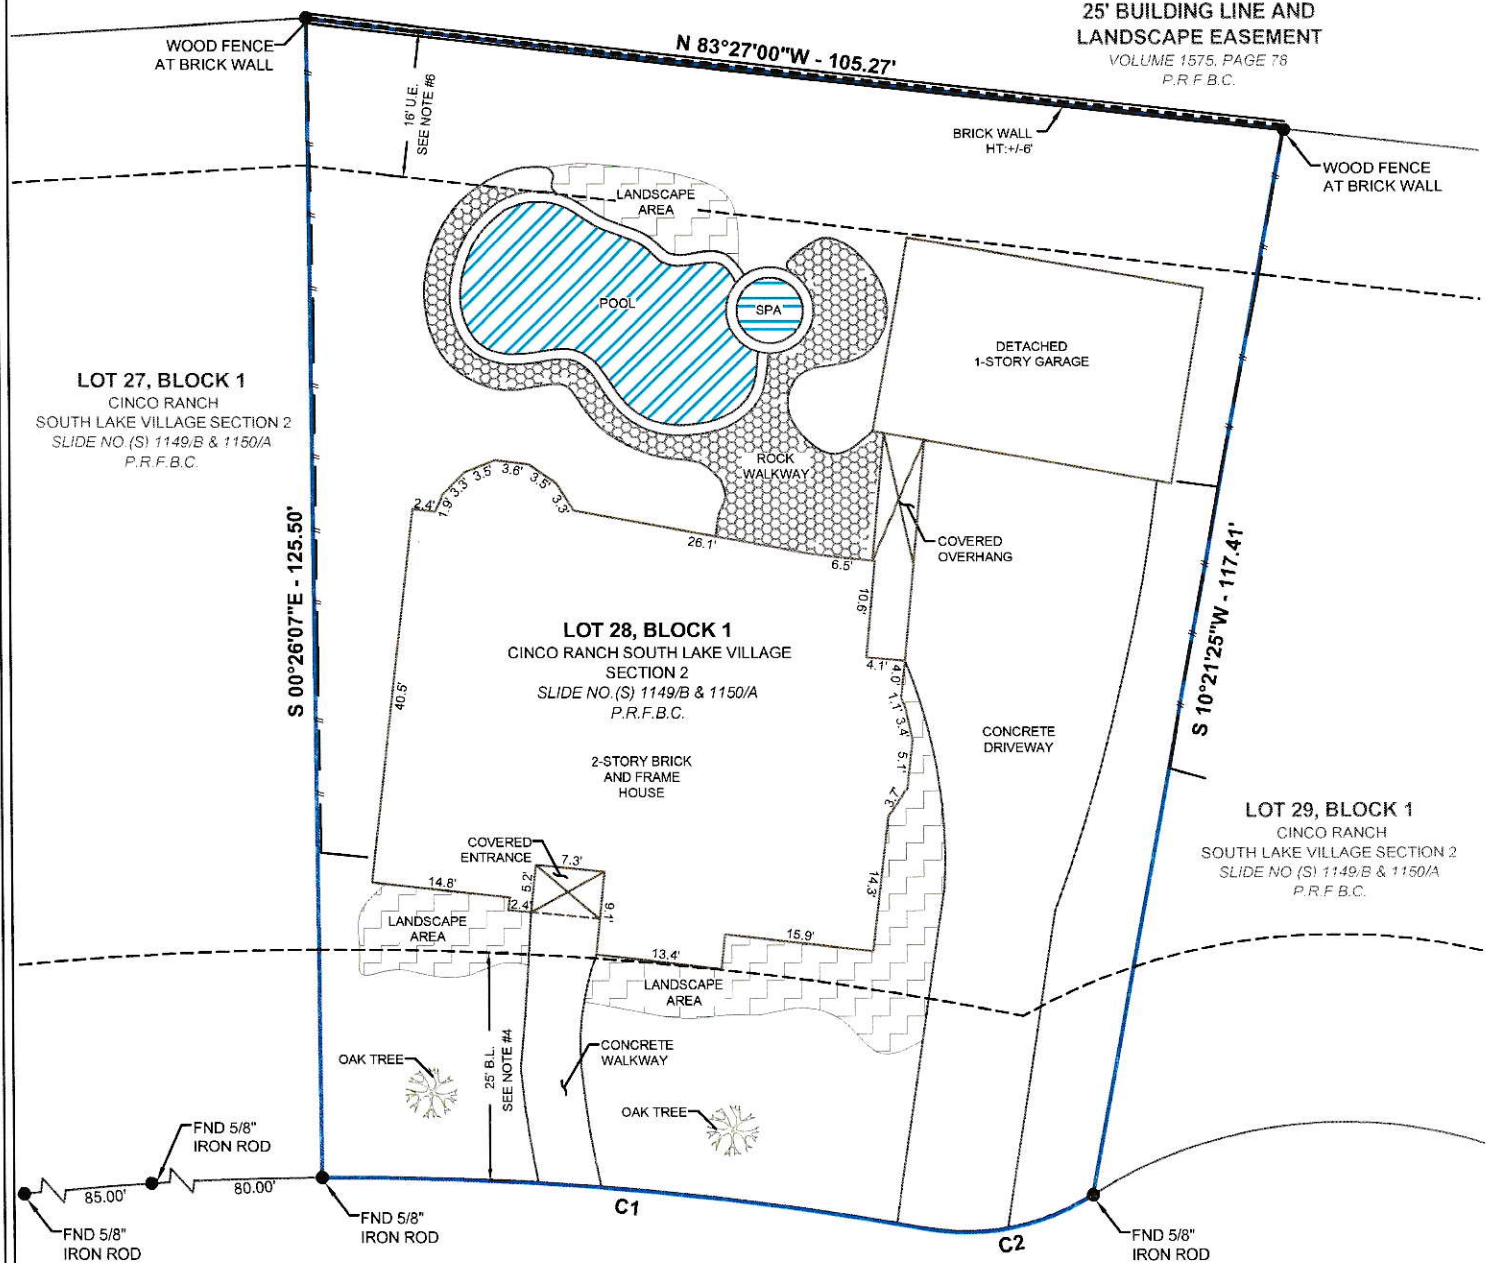 25' BUILDING LINE AND
LANDSCAPE EASEMENT
VOLUME 1575, PAGE 78
P.R.F.B.C.
WOOD FENCE
AT BRICK WALL
N 83°27'00"W - 105.27'
16' U.E.
SEE NOTE #6
BRICK WALL
HT:+/-6'
WOOD FENCE
AT BRICK WALL
LANDSCAPE
AREA
POOL
SPA
DETACHED
1-STORY GARAGE
LOT 27, BLOCK 1
CINCO RANCH
SOUTH LAKE VILLAGE SECTION 2
SLIDE NO.(S) 1149/B & 1150/A
P.R.F.B.C.
ROCK
WALKWAY
2.4'
1.9'
3.3'
3.5'
3.6'
3.5'
3.3'
26.1'
6.5'
COVERED
OVERHANG
S 00°26'07"E - 125.50'
S 10°21'25"W - 117.41'
10.6'
LOT 28, BLOCK 1
CINCO RANCH SOUTH LAKE VILLAGE
SECTION 2
SLIDE NO.(S) 1149/B & 1150/A
P.R.F.B.C.
40.5'
4.1'
4.0'
1.1'
3.4'
5.1'
CONCRETE
DRIVEWAY
2-STORY BRICK
AND FRAME
HOUSE
LOT 29, BLOCK 1
CINCO RANCH
SOUTH LAKE VILLAGE SECTION 2
SLIDE NO.(S) 1149/B & 1150/A
P.R.F.B.C.
COVERED
ENTRANCE
7.3'
5.2'
14.8'
2.4'
9.1'
14.3'
LANDSCAPE
AREA
15.9'
13.4'
LANDSCAPE
AREA
25' B.L.
SEE NOTE #4
OAK TREE
CONCRETE
WALKWAY
OAK TREE
FND 5/8"
IRON ROD
85.00'
80.00'
FND 5/8"
IRON ROD
FND 5/8"
IRON ROD
C1
C2
FND 5/8"
IRON ROD